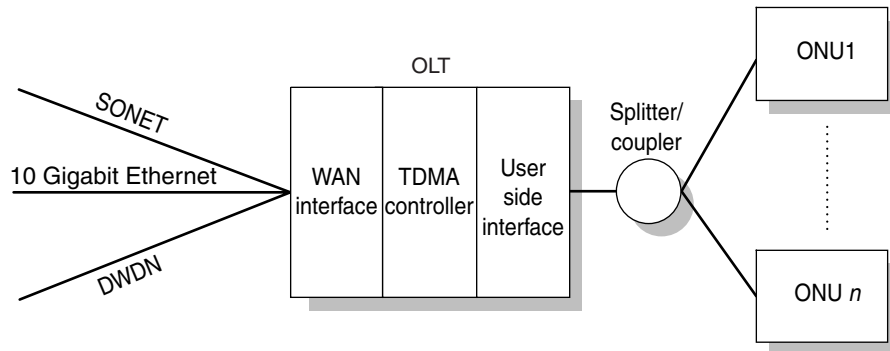 OLT
SONET
10 Gigabit Ethernet
DWDN
WAN
interface
TDMA
controller
User
side
interface
Splitter/
coupler
ONU1
ONU n